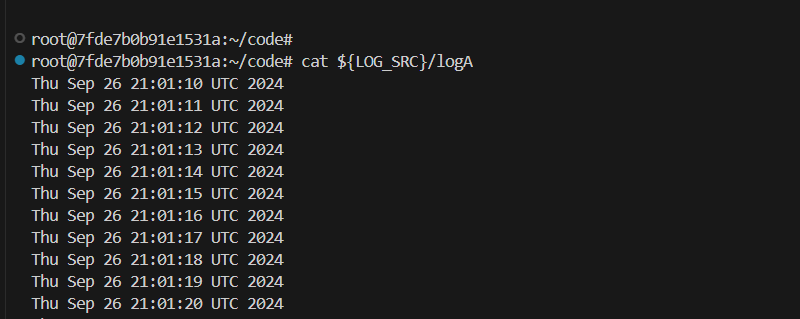 root@7fde7b0b91e1531a:~/code#
root@7fde7b0b91e1531a:~/code# cat ${LOG_SRC}/logA
Thu Sep 26 21:01:10 UTC 2024
Thu Sep 26 21:01:11 UTC 2024
Thu Sep 26 21:01:12 UTC 2024
Thu Sep 26 21:01:13 UTC 2024
Thu Sep 26 21:01:14 UTC 2024
Thu Sep 26 21:01:15 UTC 2024
Thu Sep 26 21:01:16 UTC 2024
Thu Sep 26 21:01:17 UTC 2024
Thu Sep 26 21:01:18 UTC 2024
Thu Sep 26 21:01:19 UTC 2024
Thu Sep 26 21:01:20 UTC 2024